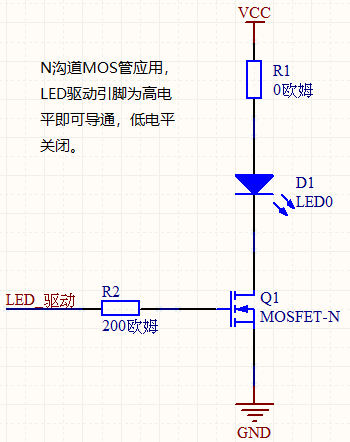 VCC
N沟道MOS管应用，
LED驱动引脚为高电
平即可导通，低电平
关闭。
R1
0欧姆
D1
LED0
LED_驱动
R2
200欧姆
Q1
MOSFET-N
GND